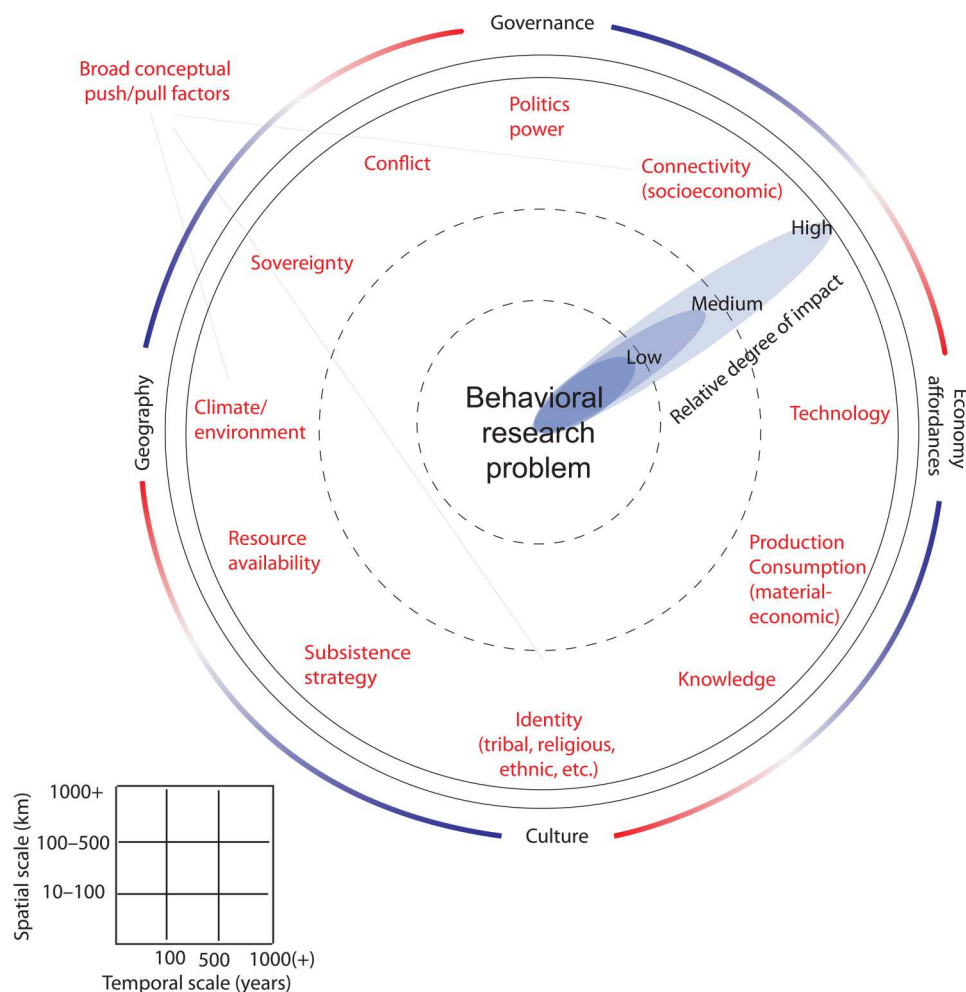 Governance
Broad conceptual
push/pull factors
Politics
power
Conflict
Connectivity
(socioeconomic)
High
Sovereignty
Medium
Relative degree of impact
Low
Geography
Climate/
environment
Behavioral
research
problem
Technology
Economy
affordances
Resource
availability
Production
Consumption
(material-
economic)
Subsistence
strategy
Knowledge
Identity
(tribal, religious,
ethnic, etc.)
Culture
Spatial scale (km)
1000+
100–500
10–100
100 500 1000(+)
Temporal scale (years)